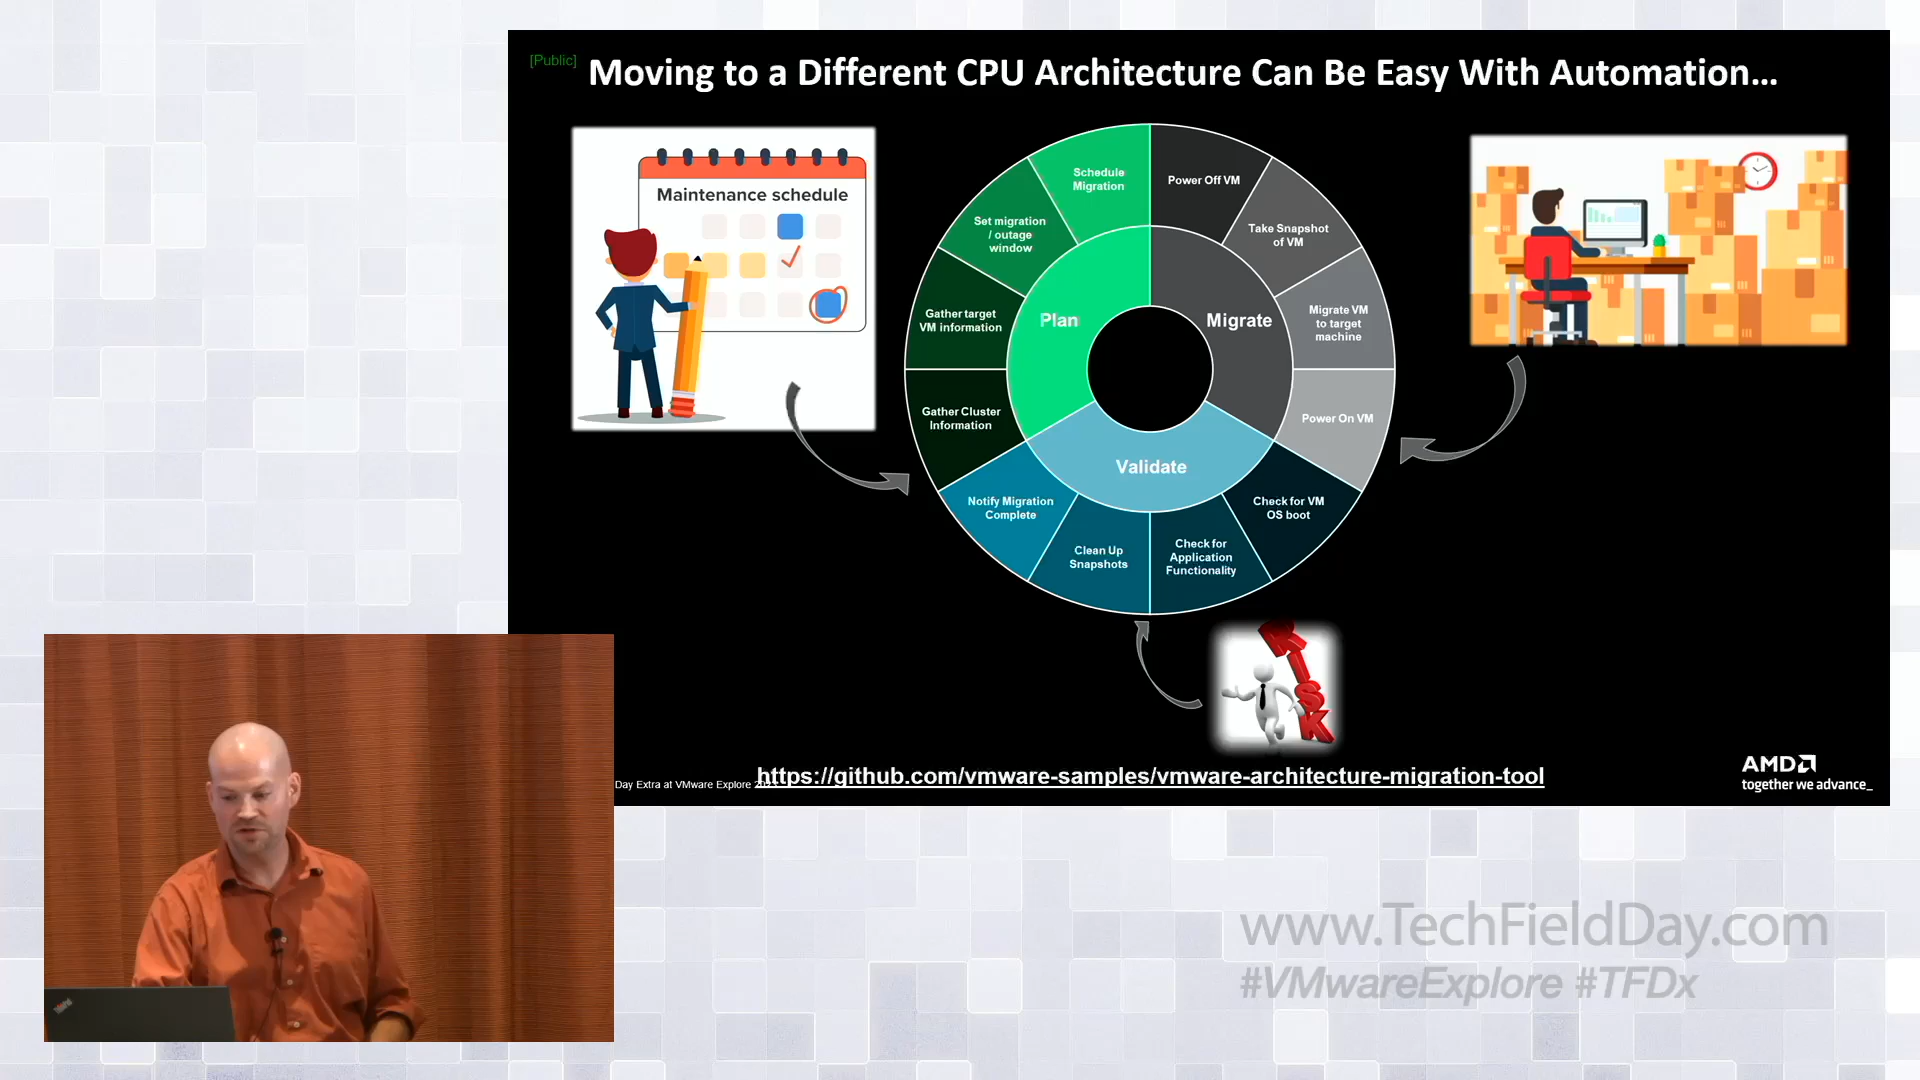 [Public]
Moving to a Different CPU Architecture Can Be Easy With Automation...
Maintenance schedule
Schedule
Migration
Set migration
/ outage
window
Gather target
VM information
Gather Cluster
Information
Plan
Power Off VM
Take Snapshot
of VM
Migrate VM
to target
machine
Power On VM
Migrate
Validate
Check for VM
OS boot
Check for
Application
Functionality
Clean Up
Snapshots
Notify Migration
Complete
RISK
Day Extra at VMware Explore
https://github.com/vmware-samples/vmware-architecture-migration-tool
AMD
together we advance_
www.TechFieldDay.com
#VMwareExplore #TFDx